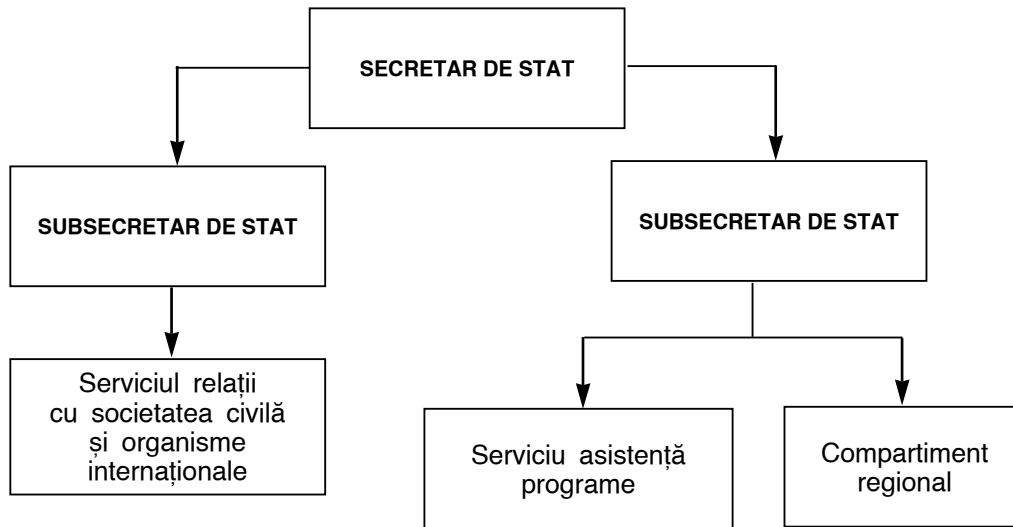 SECRETAR DE STAT
SUBSECRETAR DE STAT
SUBSECRETAR DE STAT
Serviciul relații
cu societatea civilă
și organisme
internaționale
Serviciu asistență
programe
Compartiment
regional